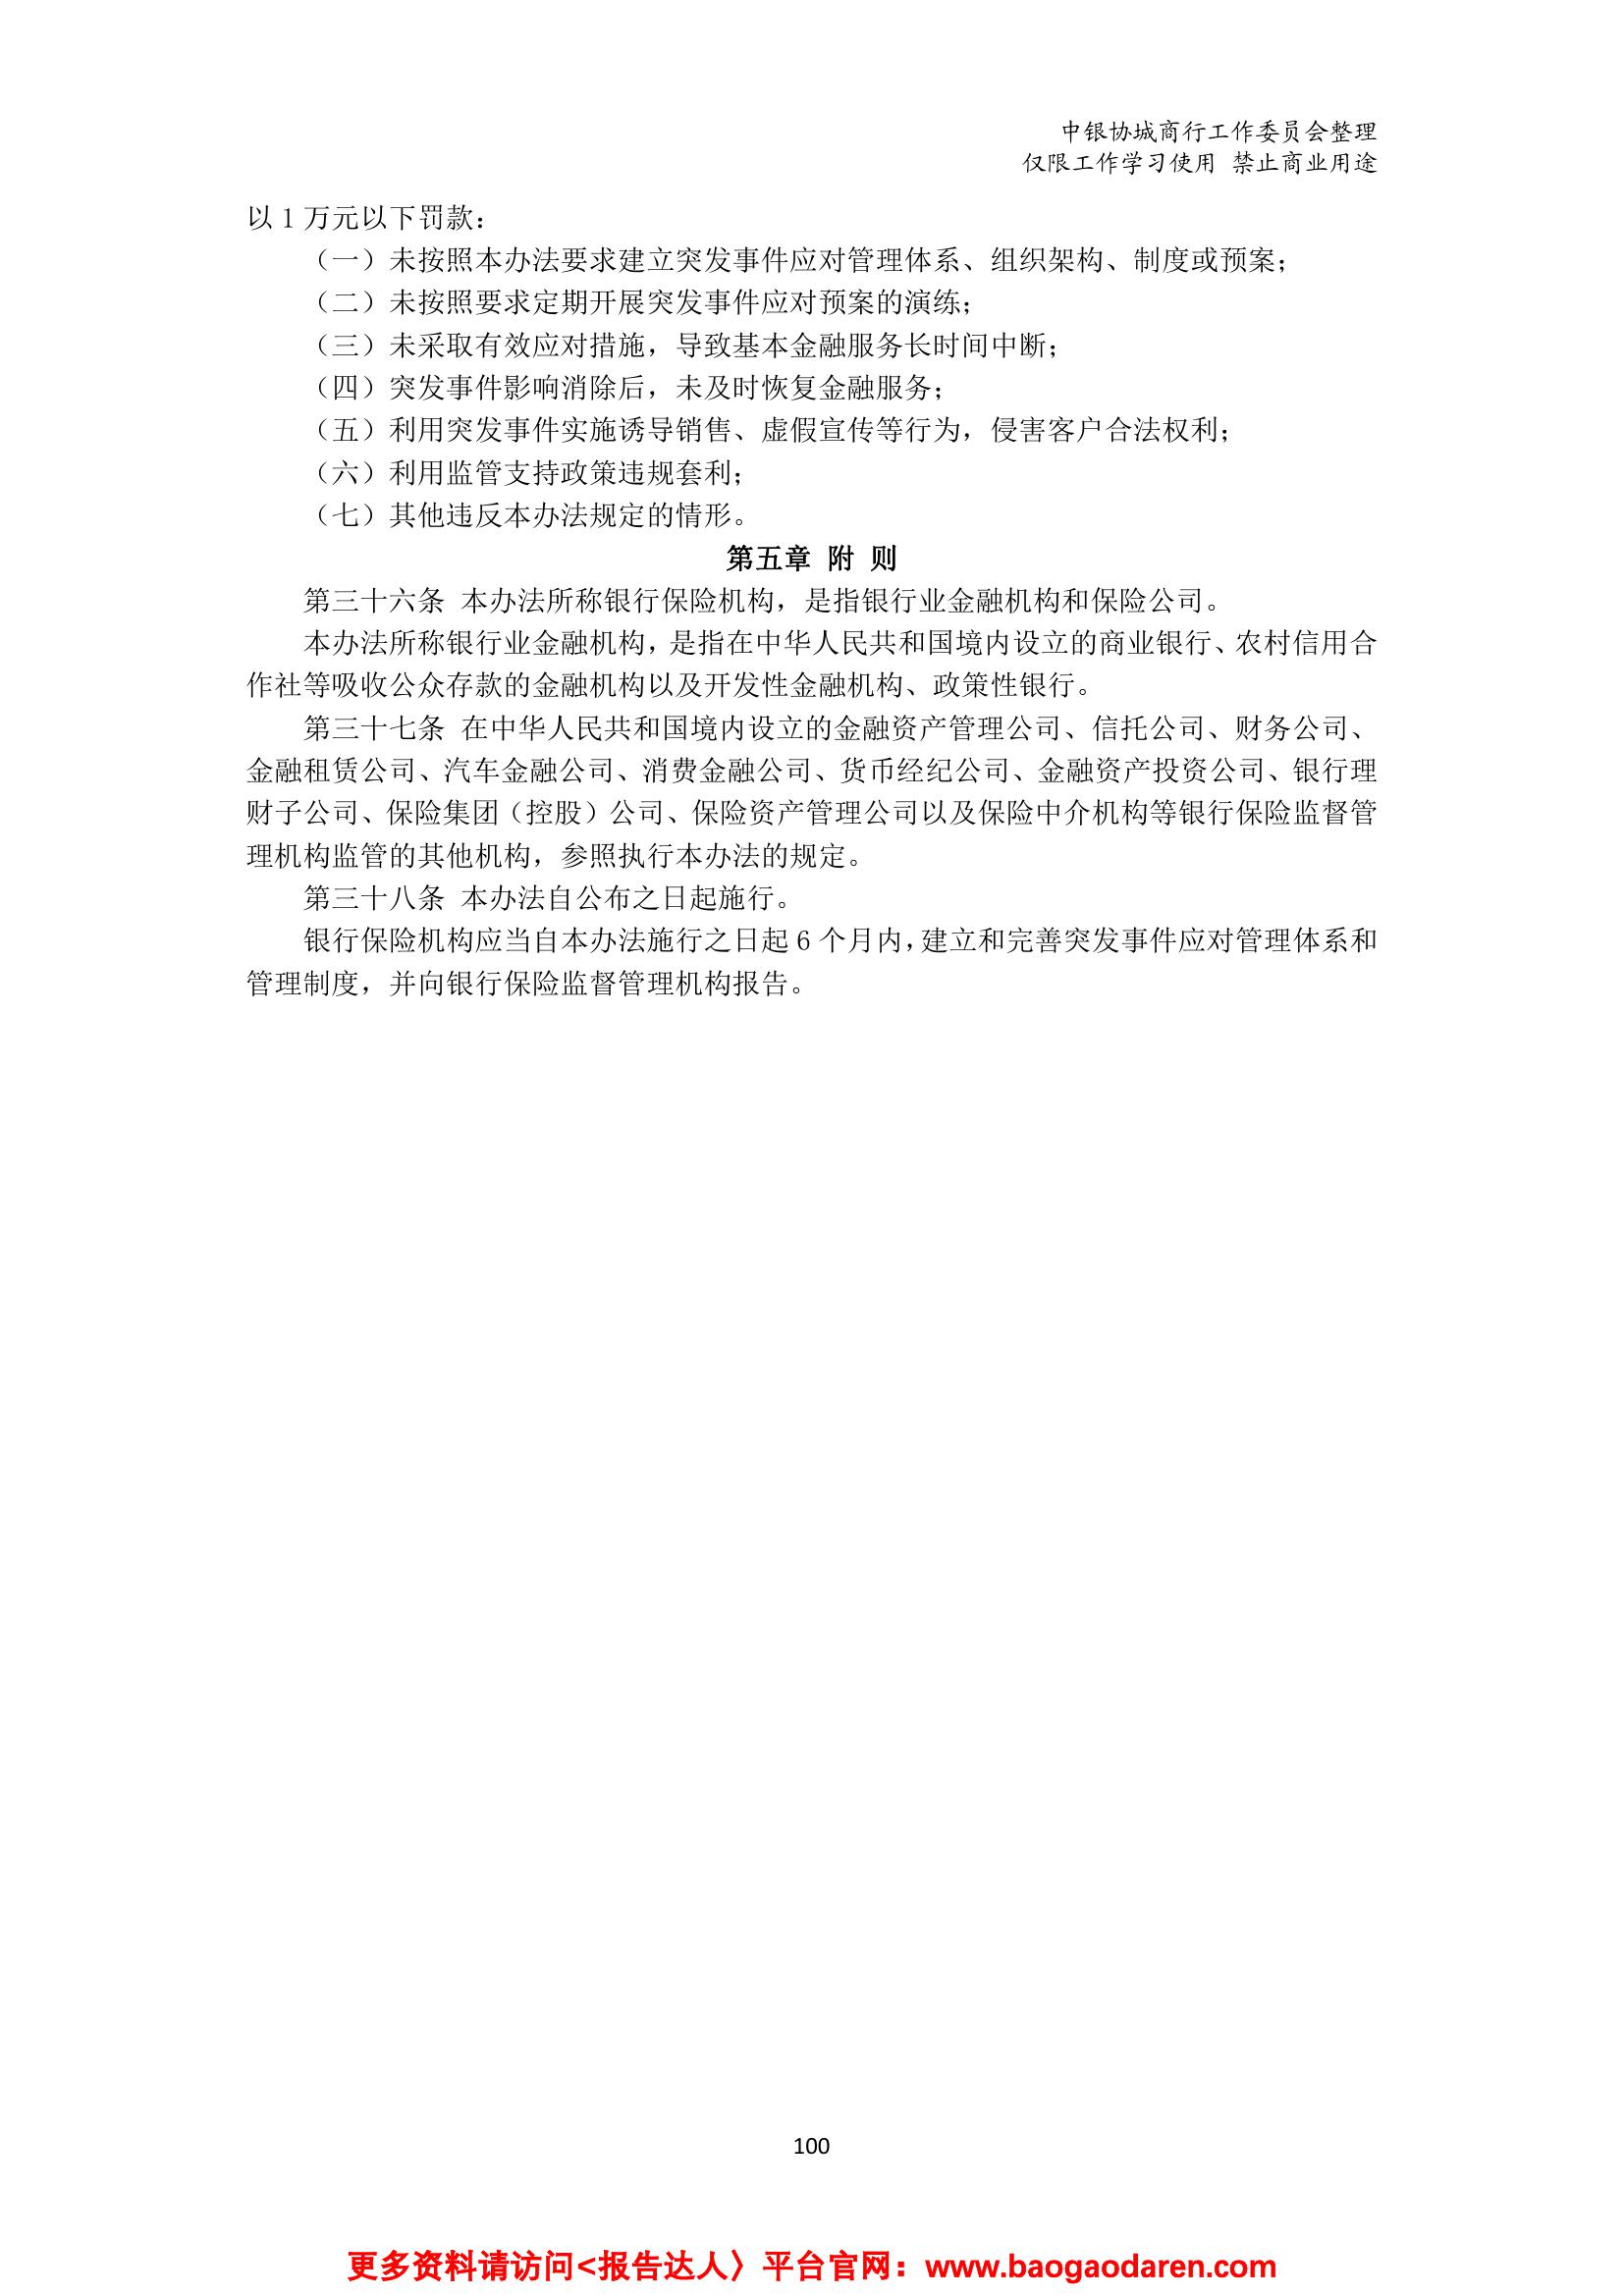 中银协城商行工作委员会整理
仅限工作学习使用 禁止商业用途
以 1 万元以下罚款：
（一）未按照本办法要求建立突发事件应对管理体系、组织架构、制度或预案；
（二）未按照要求定期开展突发事件应对预案的演练；
（三）未采取有效应对措施，导致基本金融服务长时间中断；
（四）突发事件影响消除后，未及时恢复金融服务；
（五）利用突发事件实施诱导销售、虚假宣传等行为，侵害客户合法权利；
（六）利用监管支持政策违规套利；
（七）其他违反本办法规定的情形。
第五章 附 则
第三十六条 本办法所称银行保险机构，是指银行业金融机构和保险公司。
本办法所称银行业金融机构，是指在中华人民共和国境内设立的商业银行、农村信用合
作社等吸收公众存款的金融机构以及开发性金融机构、政策性银行。
第三十七条 在中华人民共和国境内设立的金融资产管理公司、信托公司、财务公司、
金融租赁公司、汽车金融公司、消费金融公司、货币经纪公司、金融资产投资公司、银行理
财子公司、保险集团（控股）公司、保险资产管理公司以及保险中介机构等银行保险监督管
理机构监管的其他机构，参照执行本办法的规定。
第三十八条 本办法自公布之日起施行。
银行保险机构应当自本办法施行之日起 6 个月内，建立和完善突发事件应对管理体系和
管理制度，并向银行保险监督管理机构报告。
100
更多资料请访问<报告达人〉平台官网：www.baogaodaren.com